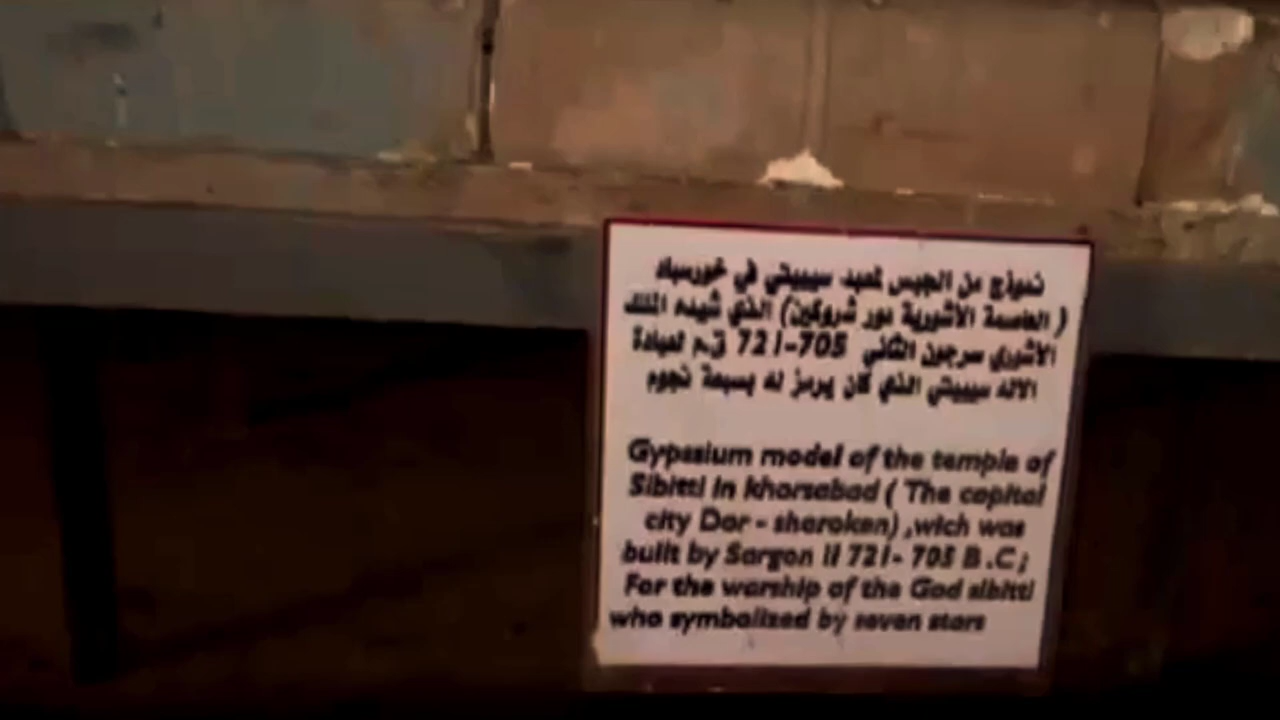 نموذج من الجبس لمعبد سيبيتي في خورسباد
( العاصمة الاشورية دور شروكين) الذي شيده الملك
الاشوري سرجون الثاني 721-705 ق.م لعبادة
الاله سيبيتي الذي كان يرمز له بسبعة نجوم
Gypasium model of the temple of
Sibitti in khorsabad ( The capital
city Dor - sharoken) ,wich was
built by Sargon II 721- 705 B .C ;
For the warship of the God sibitti
who symbolized by seven stars